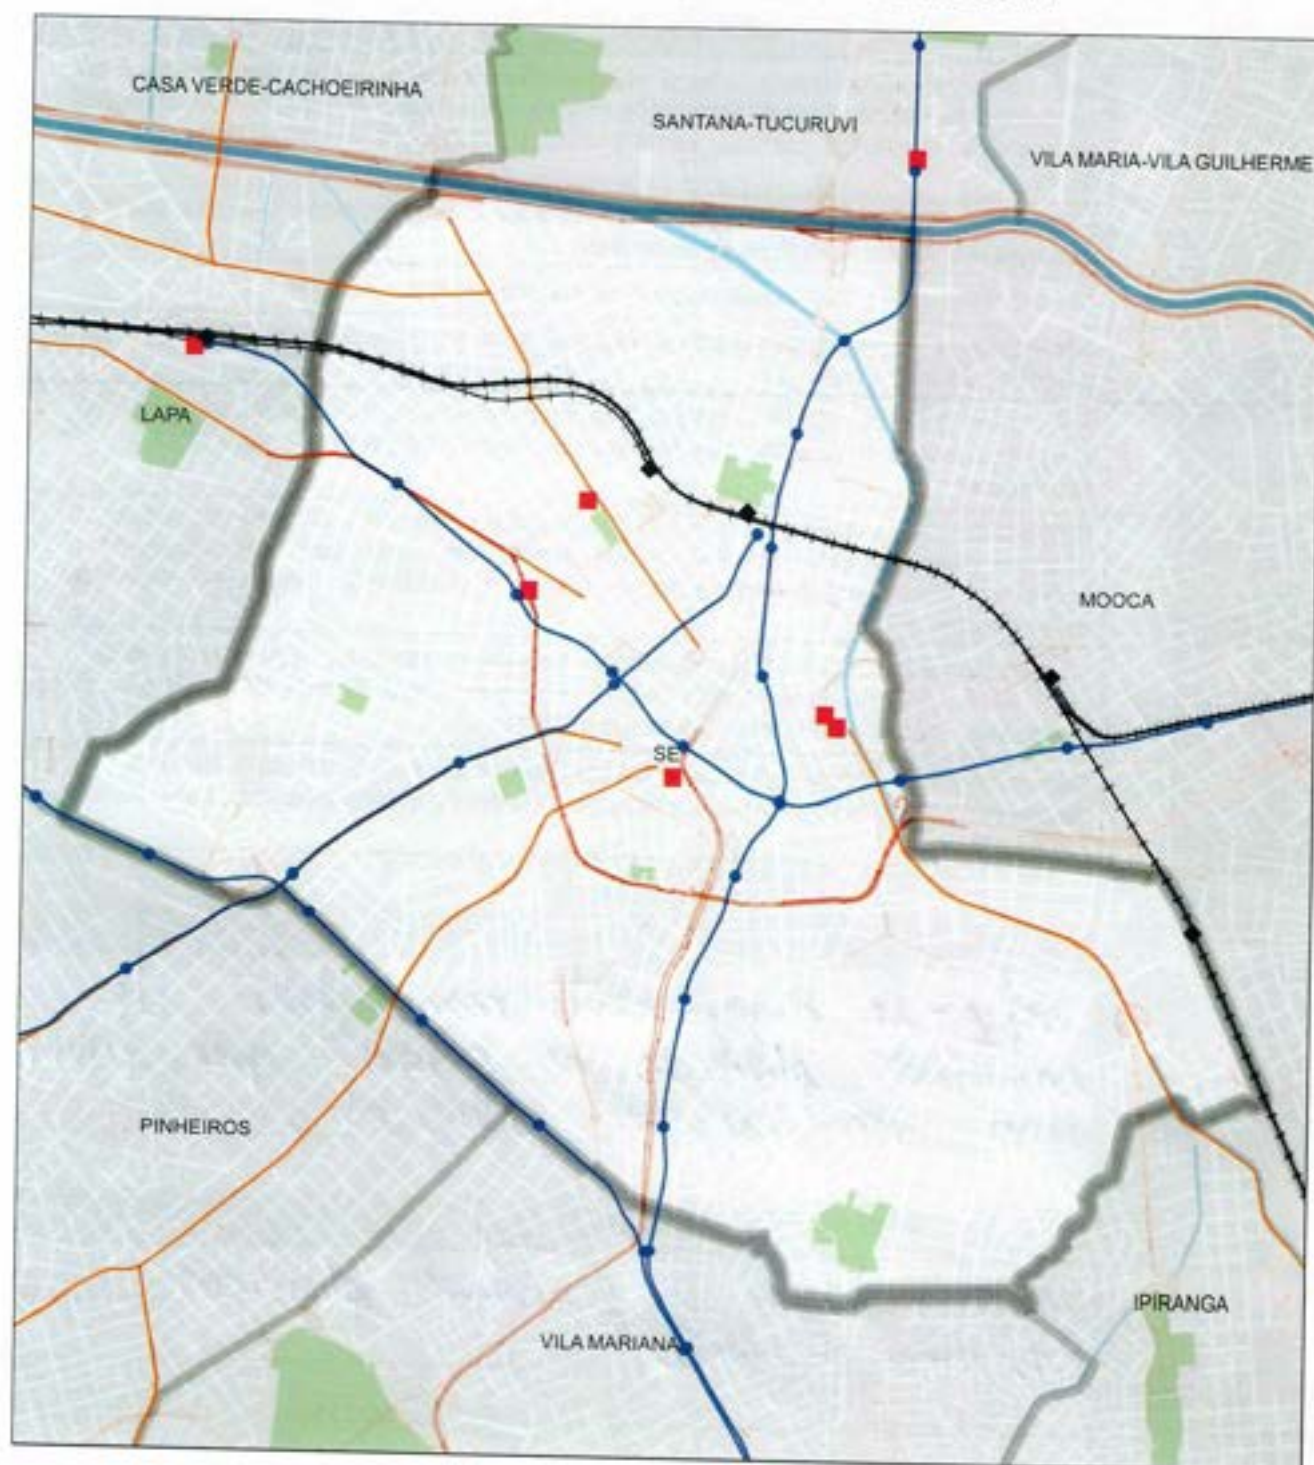 CASA VERDE-CACHOEIRINHA
SANTANA-TUCURUVI
VILA MARIA-VILA GUILHERME
LAPA
MOOCA
SE
PINHEIROS
IPIRANGA
VILA MARIANA